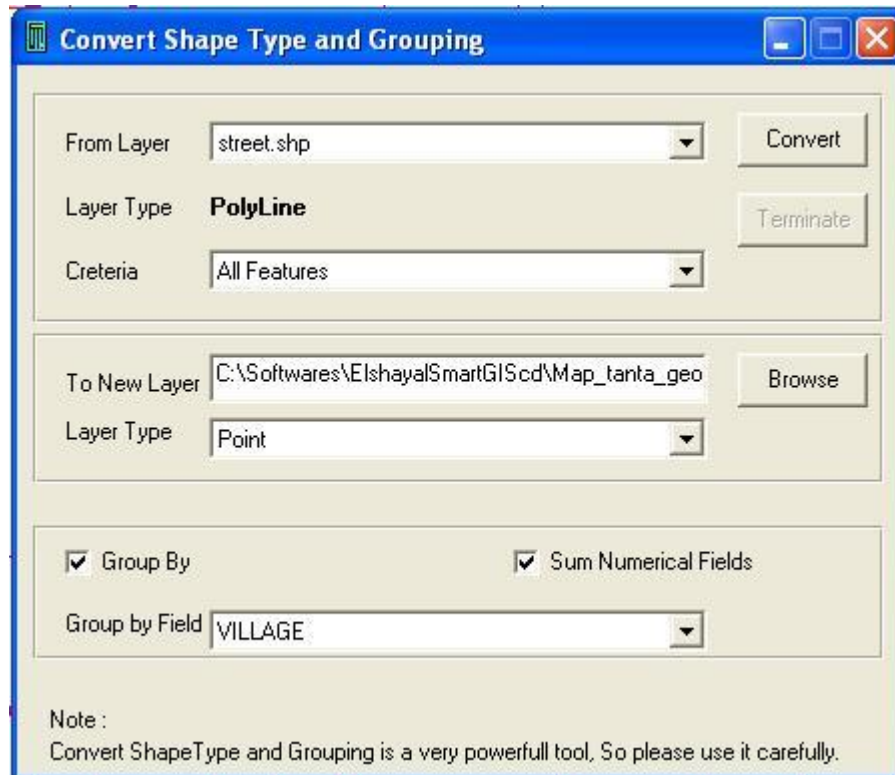 Convert Shape Type and Grouping
From Layer street.shp Convert
Layer Type PolyLine Terminate
Creteria All Features
To New Layer C:\Softwares\ElshayalSmartGIScd\Map_tanta_geo Browse
Layer Type Point
Group By Sum Numerical Fields
Group by Field VILLAGE
Note :
Convert ShapeType and Grouping is a very powerfull tool, So please use it carefully.